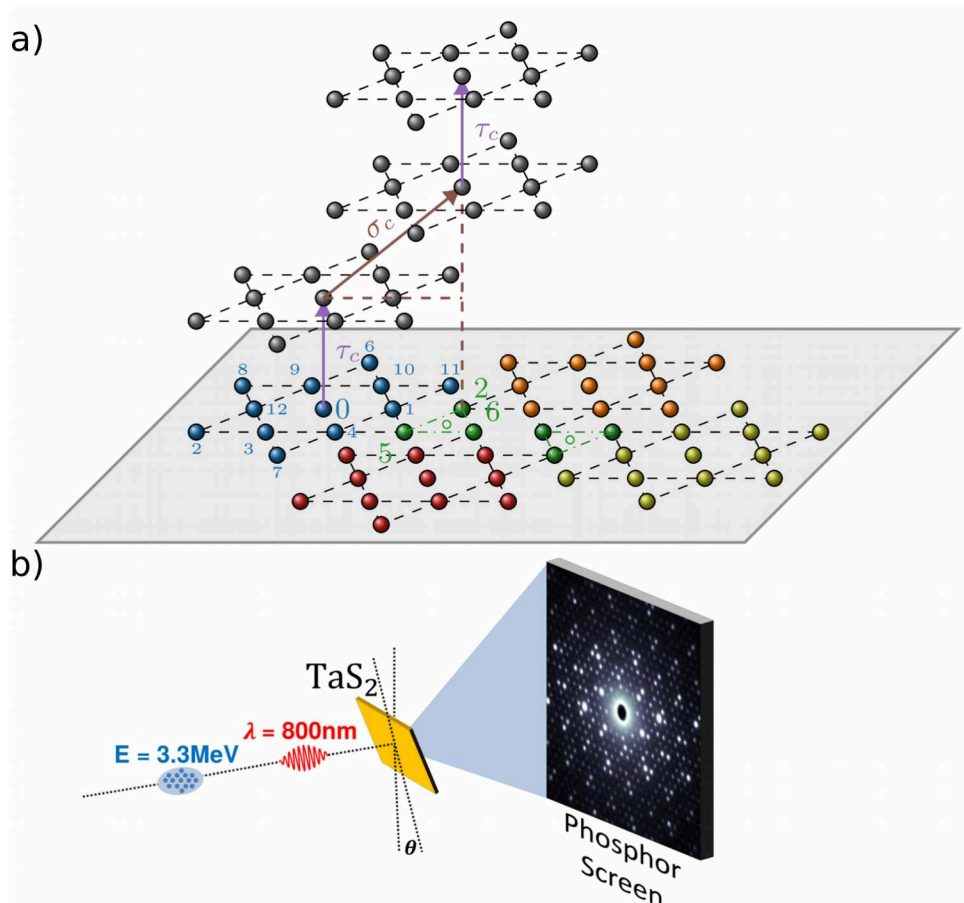 a)
τc
σc
τc
6
8
9
10
11
2
12
0
1
6
2
3
4
5
7
b)
TaS2
λ = 800nm
E = 3.3MeV
θ
Phosphor
Screen